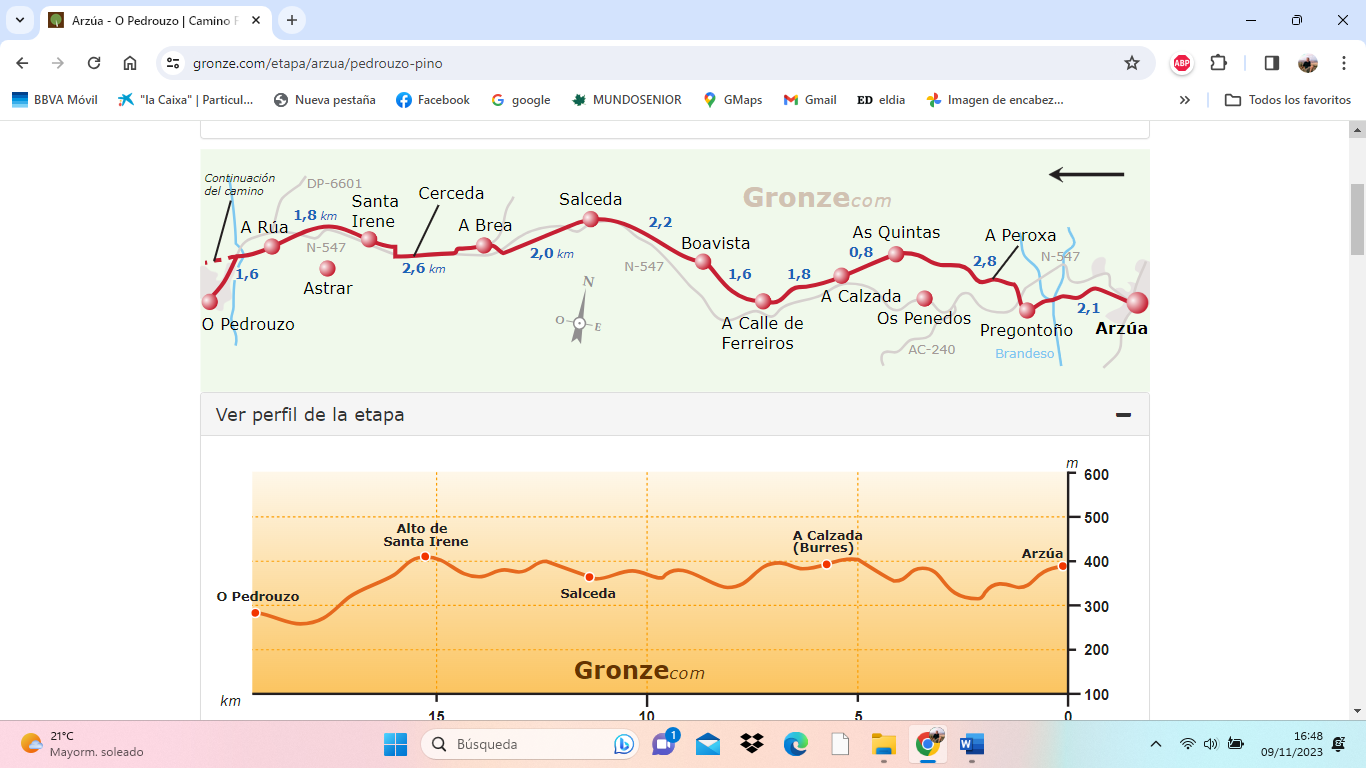 Arzúa - O Pedrouzo | Camino F
gronze.com/etapa/arzua/pedrouzo-pino
ABP
BBVA Móvil
"la Caixa" | Particul...
Nueva pestaña
Facebook
google
MUNDOSENIOR
GMaps
Gmail
ED eldia
Imagen de encabez...
»
Todos los favoritos
Continuación
del camino
DP-6601
Santa
Irene
Cerceda
Salceda
Gronzecom
1,8 km
A Rúa
A Brea
2,2
As Quintas
A Peroxa
N-547
2,0 km
Boavista
0,8
N-547
1,6
2,6 km
N-547
1,6
1,8
2,8
Astrar
N
A Calzada
O Pedrouzo
O
E
A Calle de
Ferreiros
Os Penedos
Pregontoño
2,1
Arzúa
AC-240
Brandeso
Ver perfil de la etapa
m
600
500
Alto de
Santa Irene
A Calzada
(Burres)
Arzúa
400
O Pedrouzo
Salceda
300
200
Gronzecom
km
100
15
10
5
0
21°C
Mayorm. soleado
Búsqueda
1
W
16:48
09/11/2023